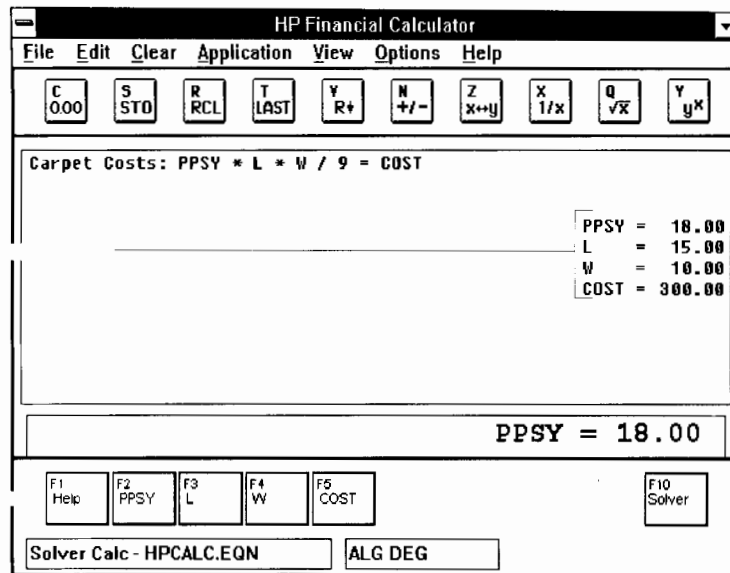 HP Financial Calculator
File Edit Clear Application View Options Help
C S R T V N Z X Q Y
0.00 STO RCL LAST R↓ +/- x↔y 1/x √x yˣ
Carpet Costs: PPSY * L * W / 9 = COST
PPSY = 18.00
L = 15.00
W = 10.00
COST = 300.00
PPSY = 18.00
F1 F2 F3 F4 F5 F10
Help PPSY L W COST Solver
Solver Calc - HPCALC.EQN ALG DEG